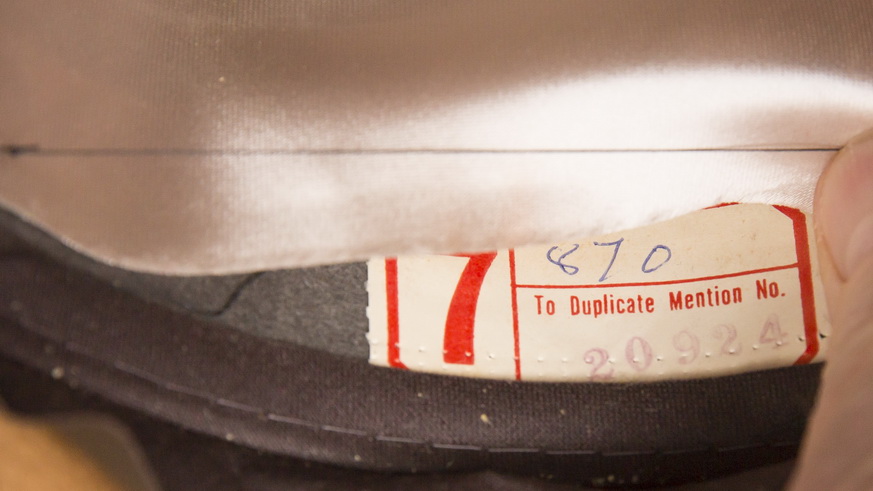 7
870
To Duplicate Mention No.
20924